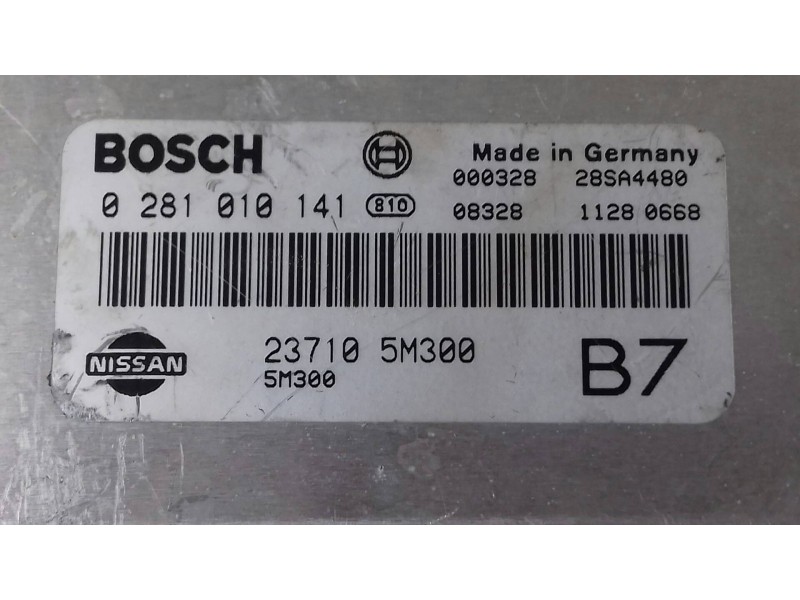 BOSCH Made in Germany
000328 28SA4480
0 281 010 141 810 08328 1128 0668
NISSAN 23710 5M300 B7
5M300